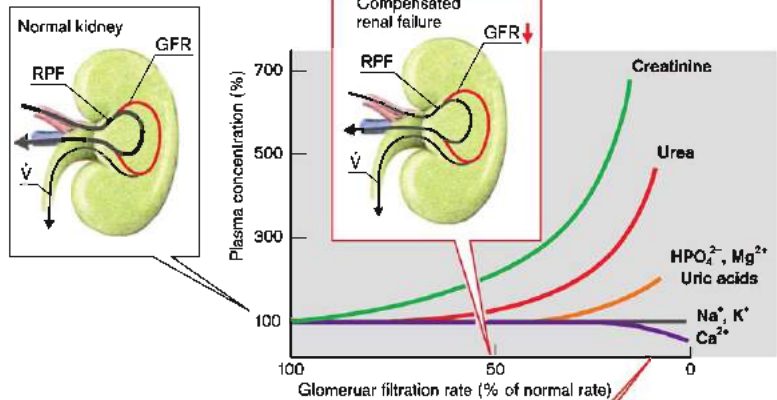 Normal kidney
GFR
RPF
V̇
Compensated
renal failure
GFR
RPF
V̇
Plasma concentration (%)
700
500
300
100
Creatinine
Urea
HPO₄²⁻, Mg²⁺
Uric acids
Na⁺, K⁺
Ca²⁺
100
50
0
Glomeruar filtration rate (% of normal rate)